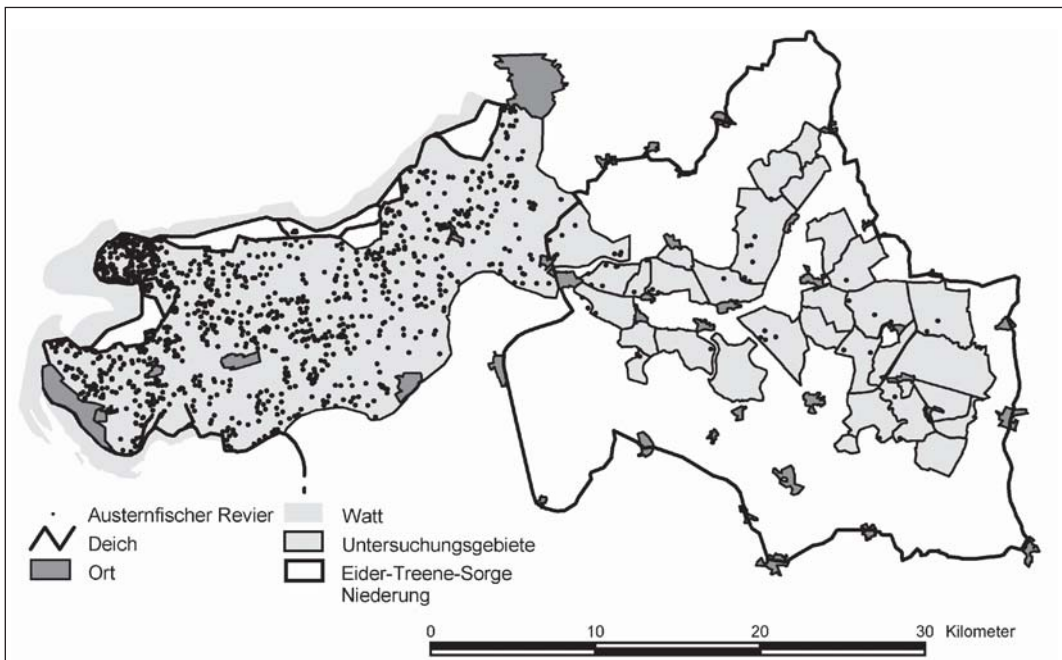 Austernfischer Revier
Deich
Ort
Watt
Untersuchungsgebiete
Eider-Treene-Sorge
Niederung
0 10 20 30 Kilometer